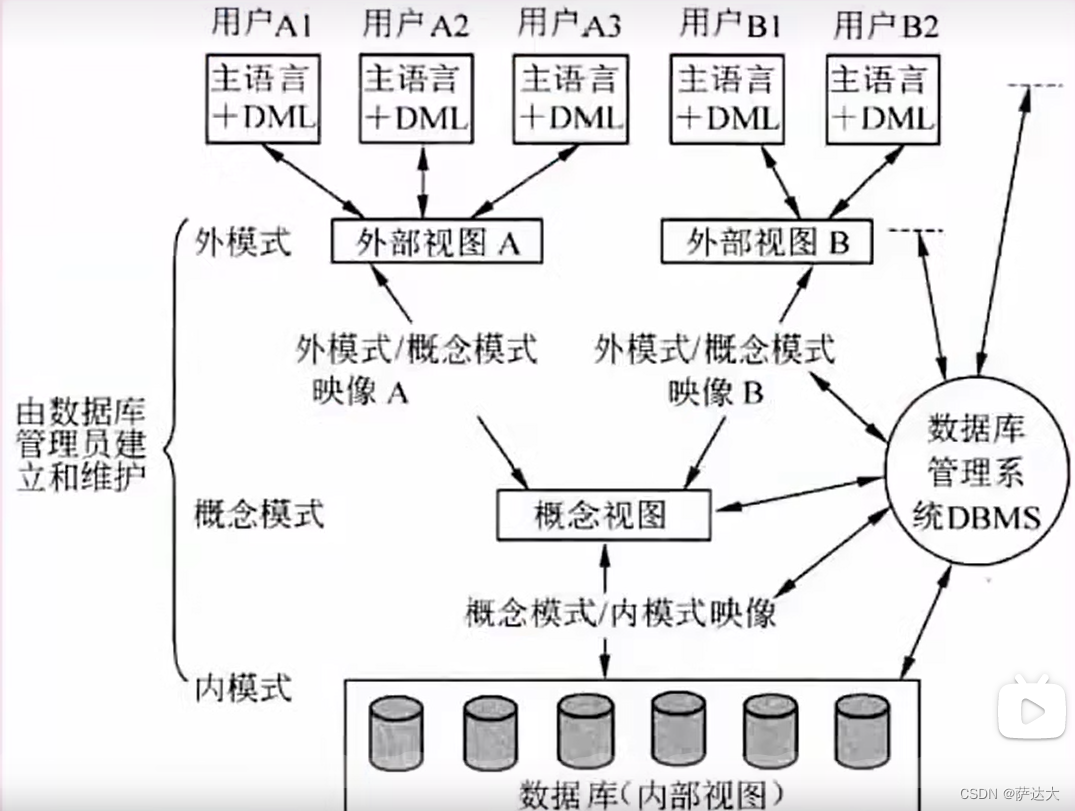 用户A1 用户A2 用户A3 用户B1 用户B2
主语言 主语言 主语言 主语言 主语言
+DML +DML +DML +DML +DML
外模式 外部视图 A 外部视图 B
外模式/概念模式 外模式/概念模式
映像 A 映像 B
由数据库
管理员建
立和维护
数据库
管理系
统DBMS
概念模式 概念视图
概念模式/内模式映像
内模式
数据库(内部视图)
CSDN @萨达大